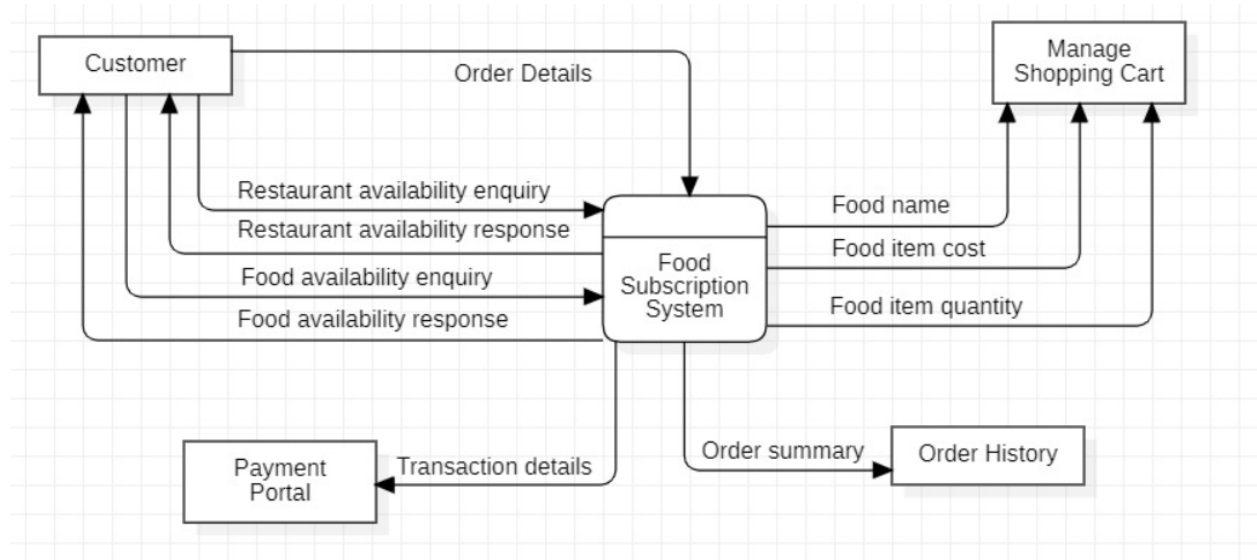 Customer
Order Details
Manage
Shopping Cart
Restaurant availability enquiry
Restaurant availability response
Food availability enquiry
Food availability response
Food
Subscription
System
Food name
Food item cost
Food item quantity
Payment
Portal
Transaction details
Order summary
Order History